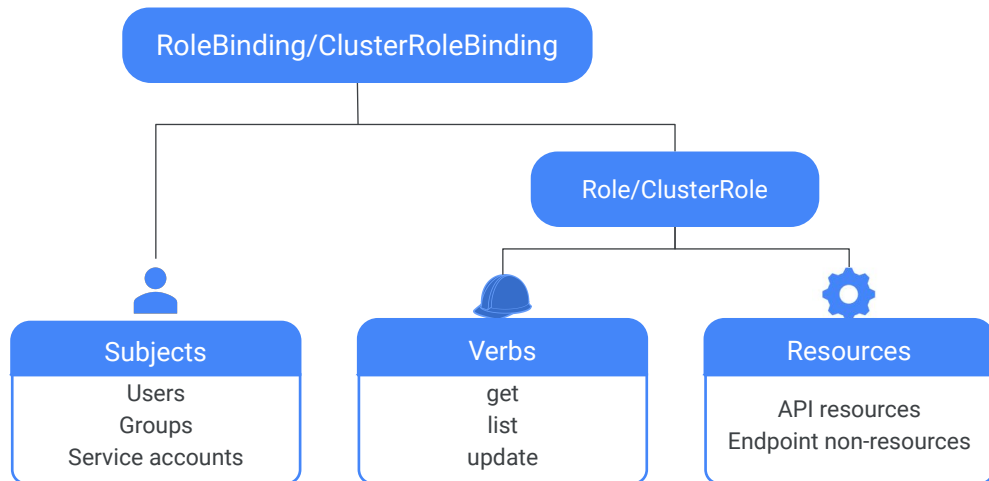 RoleBinding/ClusterRoleBinding
Role/ClusterRole
Subjects
Users
Groups
Service accounts
Verbs
get
list
update
Resources
API resources
Endpoint non-resources